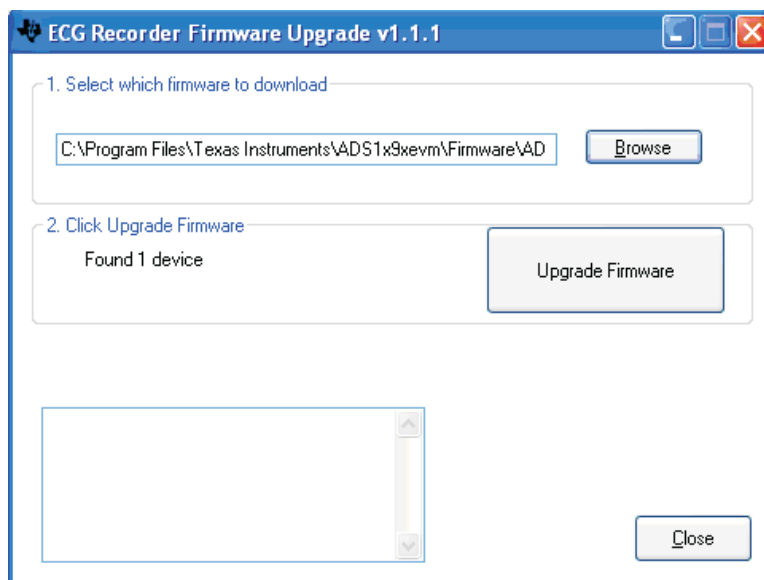 ECG Recorder Firmware Upgrade v1.1.1
1. Select which firmware to download
C:\Program Files\Texas Instruments\ADS1x9xevm\Firmware\AD
Browse
2. Click Upgrade Firmware
Found 1 device
Upgrade Firmware
Close